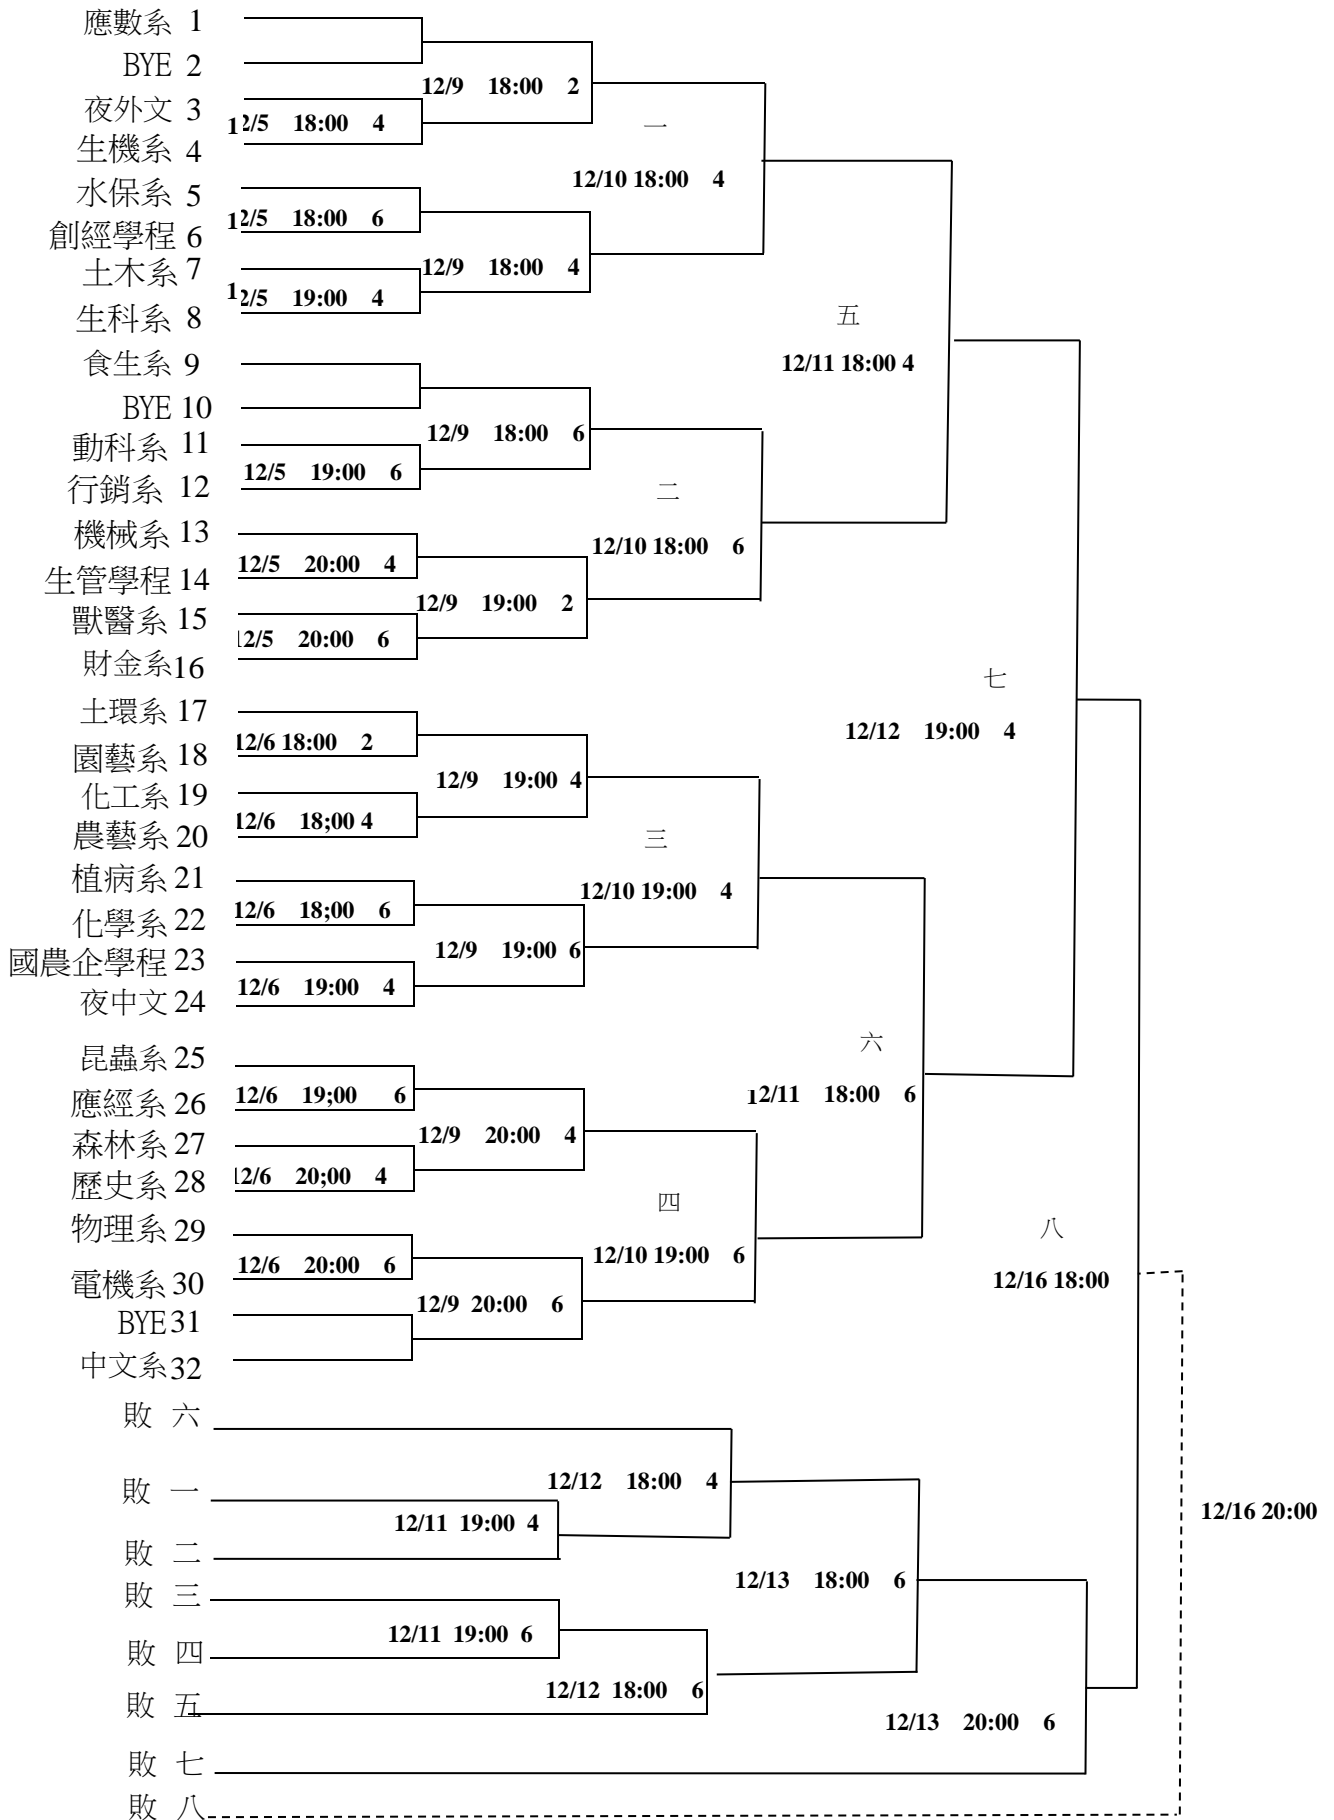 應數系 1
BYE 2
12/9 18:00 2
夜外文 3
12/5 18:00 4
一
生機系 4
12/10 18:00 4
水保系 5
12/5 18:00 6
創經學程 6
土木系 7
12/9 18:00 4
12/5 19:00 4
生科系 8
五
食生系 9
12/11 18:00 4
BYE 10
動科系 11
12/9 18:00 6
12/5 19:00 6
行銷系 12
二
機械系 13
12/10 18:00 6
12/5 20:00 4
生管學程 14
12/9 19:00 2
獸醫系 15
12/5 20:00 6
財金系16
七
土環系 17
12/12 19:00 4
12/6 18:00 2
園藝系 18
12/9 19:00 4
化工系 19
12/6 18;00 4
農藝系 20
三
植病系 21
12/10 19:00 4
12/6 18;00 6
化學系 22
12/9 19:00 6
國農企學程 23
12/6 19:00 4
夜中文 24
六
昆蟲系 25
12/6 19;00 6
12/11 18:00 6
應經系 26
12/9 20:00 4
森林系 27
12/6 20;00 4
歷史系 28
四
物理系 29
八
12/10 19:00 6
12/6 20:00 6
電機系 30
12/16 18:00
12/9 20:00 6
BYE 31
中文系 32
敗 六
12/12 18:00 4
敗 一
12/16 20:00
12/11 19:00 4
敗 二
12/13 18:00 6
敗 三
12/11 19:00 6
敗 四
12/12 18:00 6
敗 五
12/13 20:00 6
敗 七
敗 八